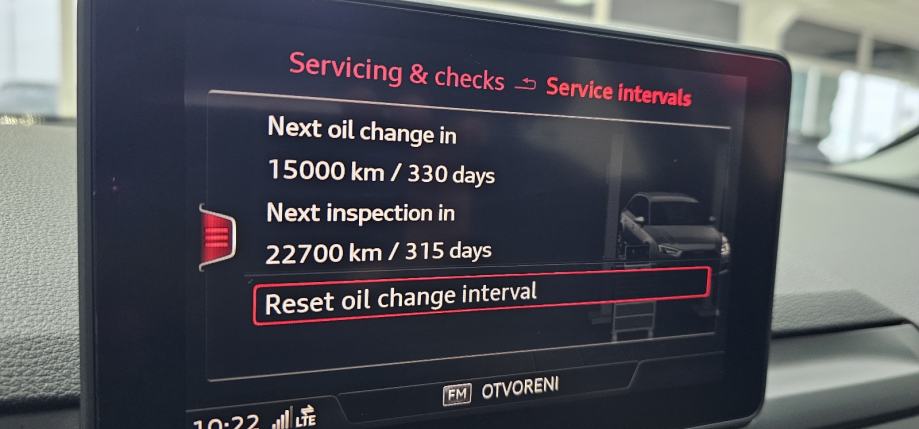 Servicing & checks Service intervals
Next oil change in
15000 km / 330 days
Next inspection in
22700 km / 315 days
Reset oil change interval
FM OTVORENI
10:22 LTE